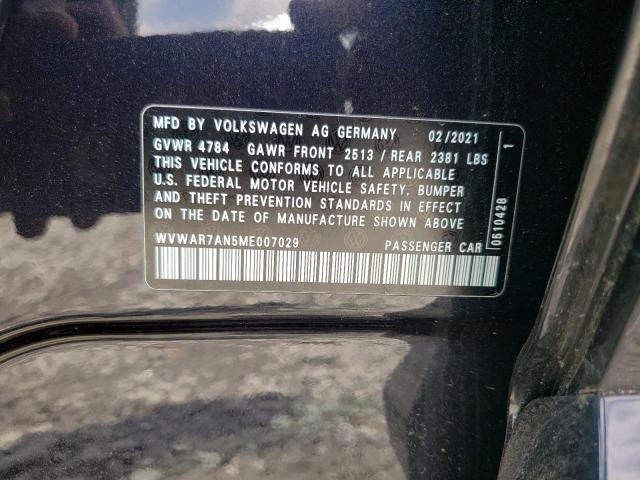 MFD BY VOLKSWAGEN AG GERMANY 02/2021
GVWR 4784 GAWR FRONT 2513 / REAR 2381 LBS
THIS VEHICLE CONFORMS TO ALL APPLICABLE
U.S. FEDERAL MOTOR VEHICLE SAFETY, BUMPER
AND THEFT PREVENTION STANDARDS IN EFFECT
ON THE DATE OF MANUFACTURE SHOWN ABOVE
WVWAR7AN5ME007029 PASSENGER CAR
0510428 1